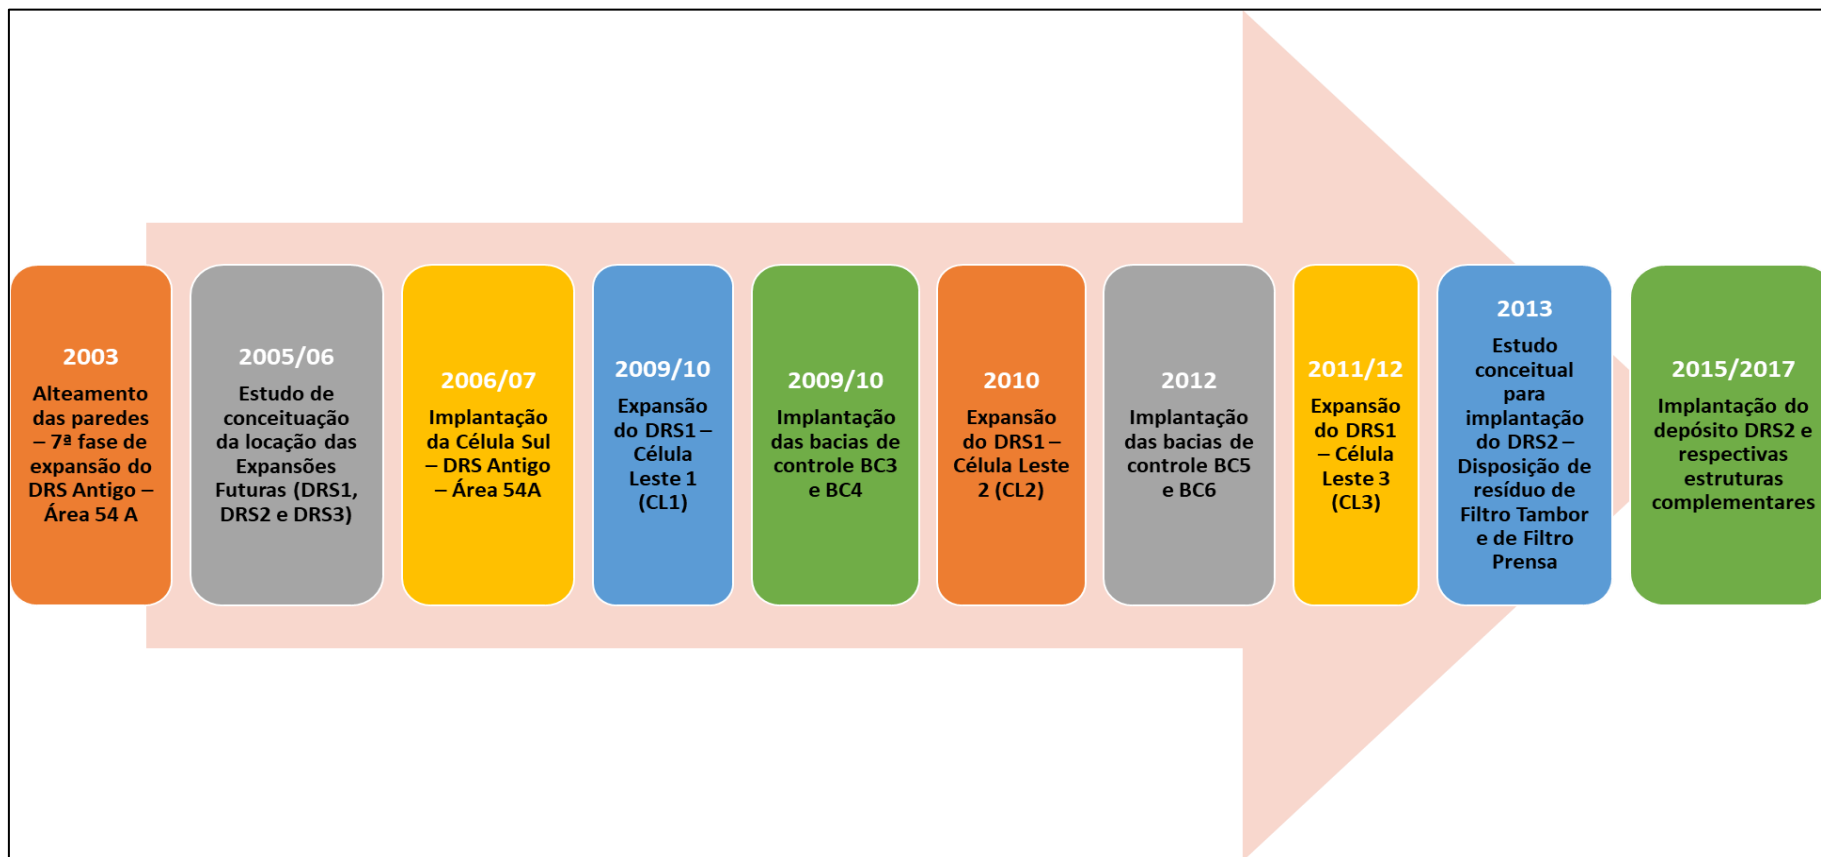 2003
Alteamento
das paredes
– 7ª fase de
expansão do
DRS Antigo –
Área 54 A
2005/06
Estudo de
conceituação
da locação das
Expansões
Futuras (DRS1,
DRS2 e DRS3)
2006/07
Implantação
da Célula Sul
– DRS Antigo
– Área 54A
2009/10
Expansão
do DRS1 –
Célula
Leste 1
(CL1)
2009/10
Implantação
das bacias de
controle BC3
e BC4
2010
Expansão
do DRS1 –
Célula Leste
2 (CL2)
2012
Implantação
das bacias de
controle BC5
e BC6
2011/12
Expansão
do DRS1
– Célula
Leste 3
(CL3)
2013
Estudo
conceitual
para
implantação
do DRS2 –
Disposição de
resíduo de
Filtro Tambor
e de Filtro
Prensa
2015/2017
Implantação do
depósito DRS2 e
respectivas
estruturas
complementares